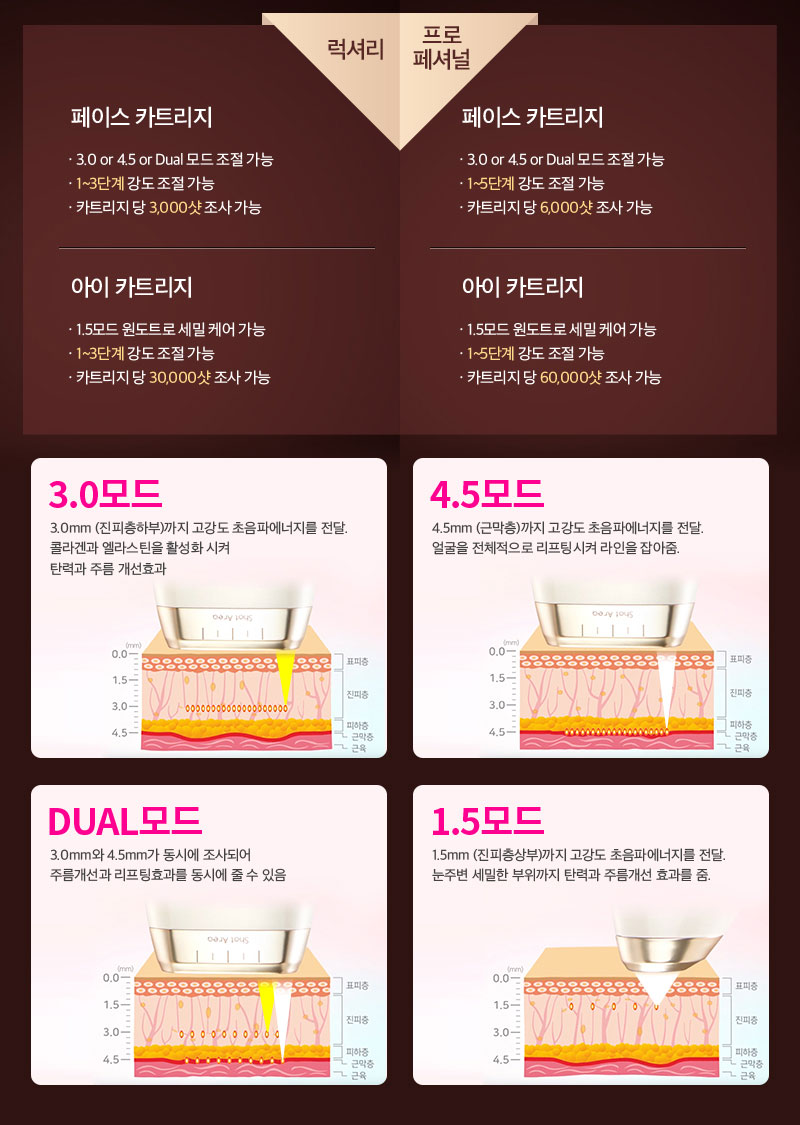 럭셔리
프로
페셔널
페이스 카트리지
· 3.0 or 4.5 or Dual 모드 조절 가능
· 1~3단계 강도 조절 가능
· 카트리지 당 3,000샷 조사 가능
아이 카트리지
· 1.5모드 원도트로 세밀 케어 가능
· 1~3단계 강도 조절 가능
· 카트리지 당 30,000샷 조사 가능
페이스 카트리지
· 3.0 or 4.5 or Dual 모드 조절 가능
· 1~5단계 강도 조절 가능
· 카트리지 당 6,000샷 조사 가능
아이 카트리지
· 1.5모드 원도트로 세밀 케어 가능
· 1~5단계 강도 조절 가능
· 카트리지 당 60,000샷 조사 가능
3.0모드
3.0mm (진피층하부)까지 고강도 초음파에너지를 전달.
콜라겐과 엘라스틴을 활성화 시켜
탄력과 주름 개선효과
Shot Area
(mm)
0.0
1.5
3.0
4.5
표피층
진피층
피하층
근막층
근육
4.5모드
4.5mm (근막층)까지 고강도 초음파에너지를 전달.
얼굴을 전체적으로 리프팅시켜 라인을 잡아줌.
Shot Area
(mm)
0.0
1.5
3.0
4.5
표피층
진피층
피하층
근막층
근육
DUAL모드
3.0mm와 4.5mm가 동시에 조사되어
주름개선과 리프팅효과를 동시에 줄 수 있음
Shot Area
(mm)
0.0
1.5
3.0
4.5
표피층
진피층
피하층
근막층
근육
1.5모드
1.5mm (진피층상부)까지 고강도 초음파에너지를 전달.
눈주변 세밀한 부위까지 탄력과 주름개선 효과를 줌.
(mm)
0.0
1.5
3.0
4.5
표피층
진피층
피하층
근막층
근육